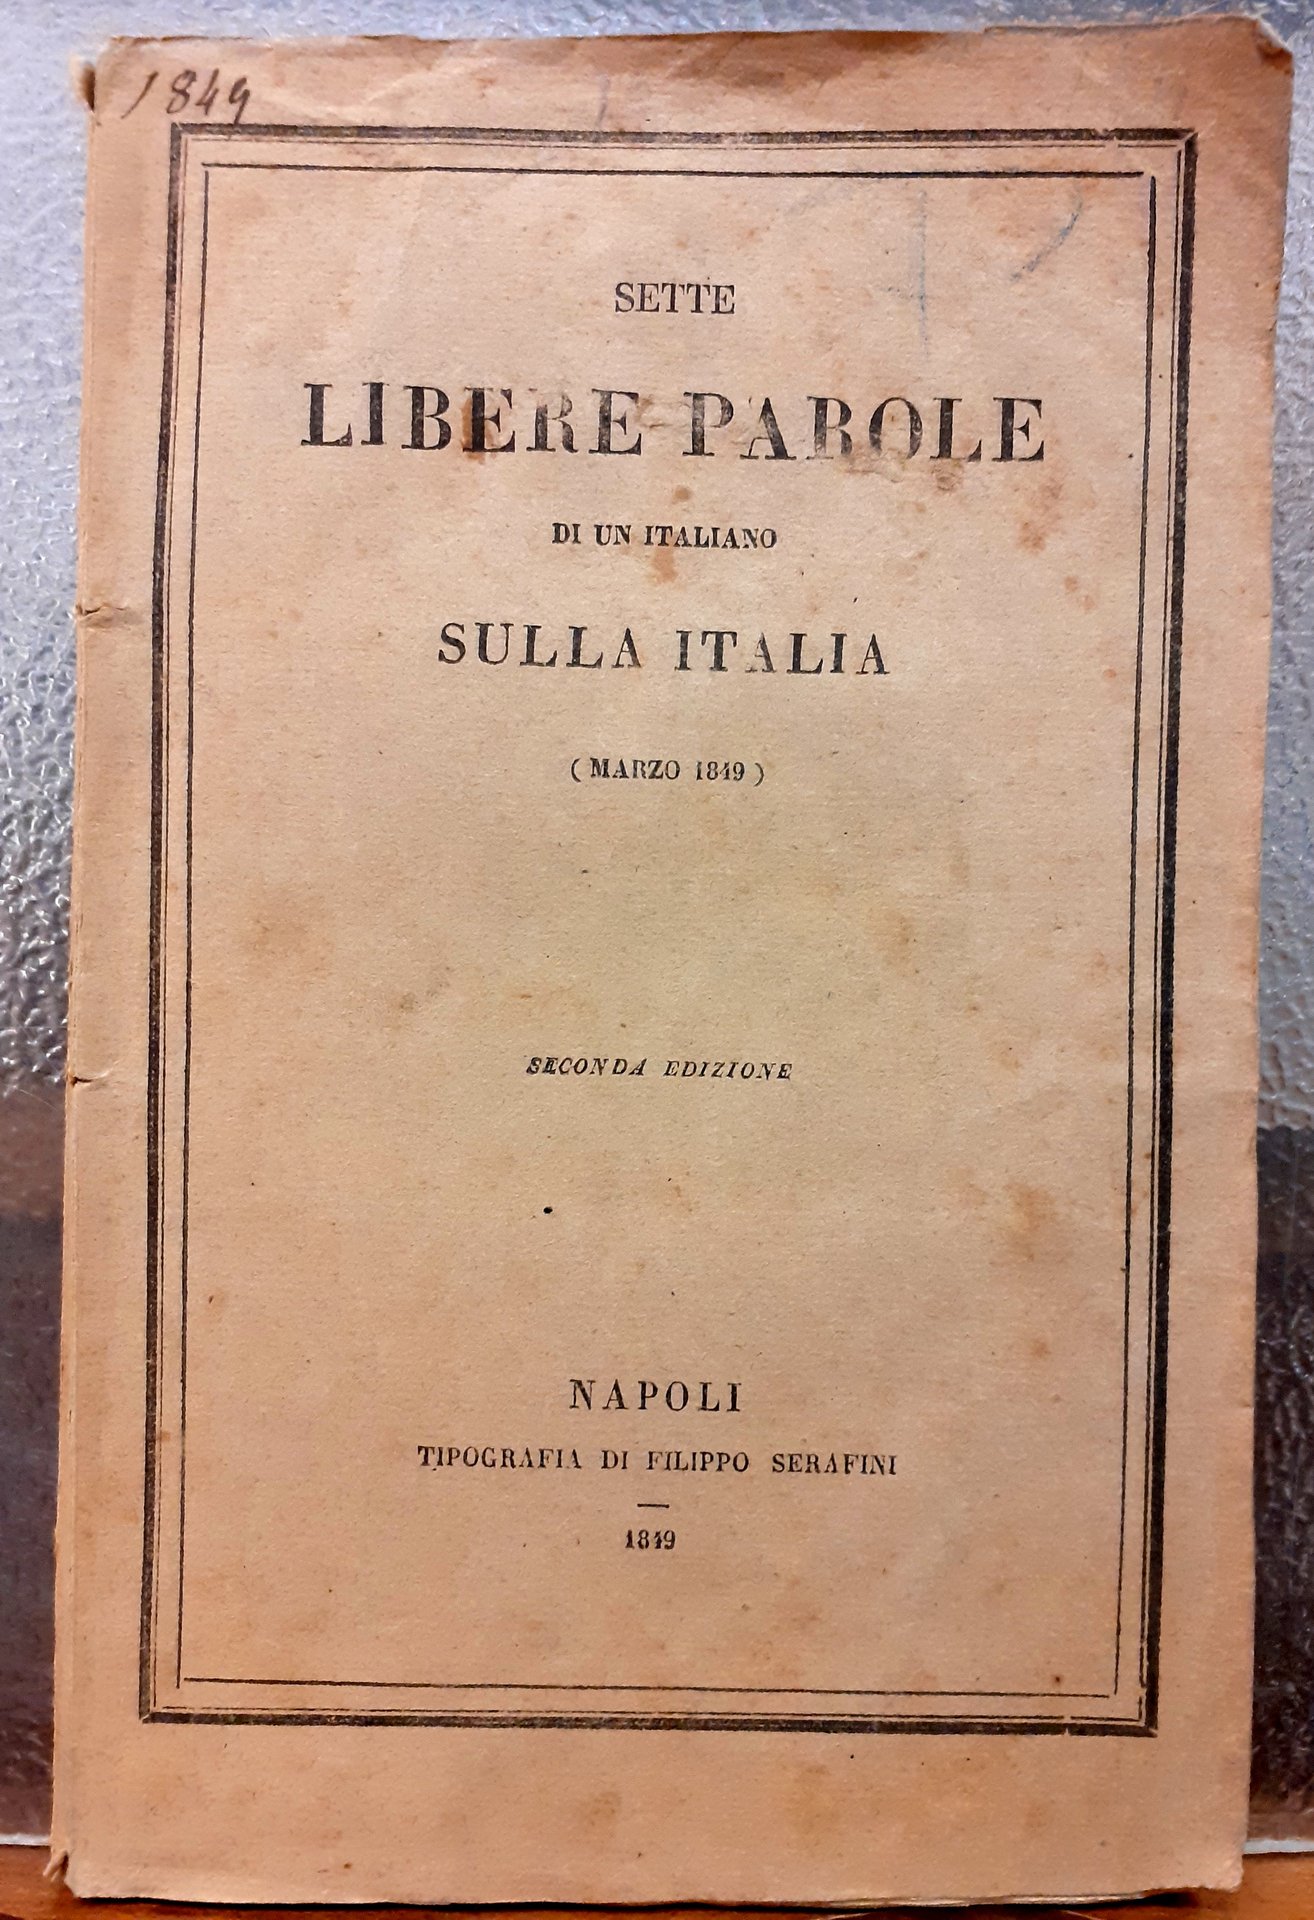 1849
SETTE
LIBERE PAROLE
DI UN ITALIANO
SULLA ITALIA
( MARZO 1849 )
SECONDA EDIZIONE
NAPOLI
TIPOGRAFIA DI FILIPPO SERAFINI
1849